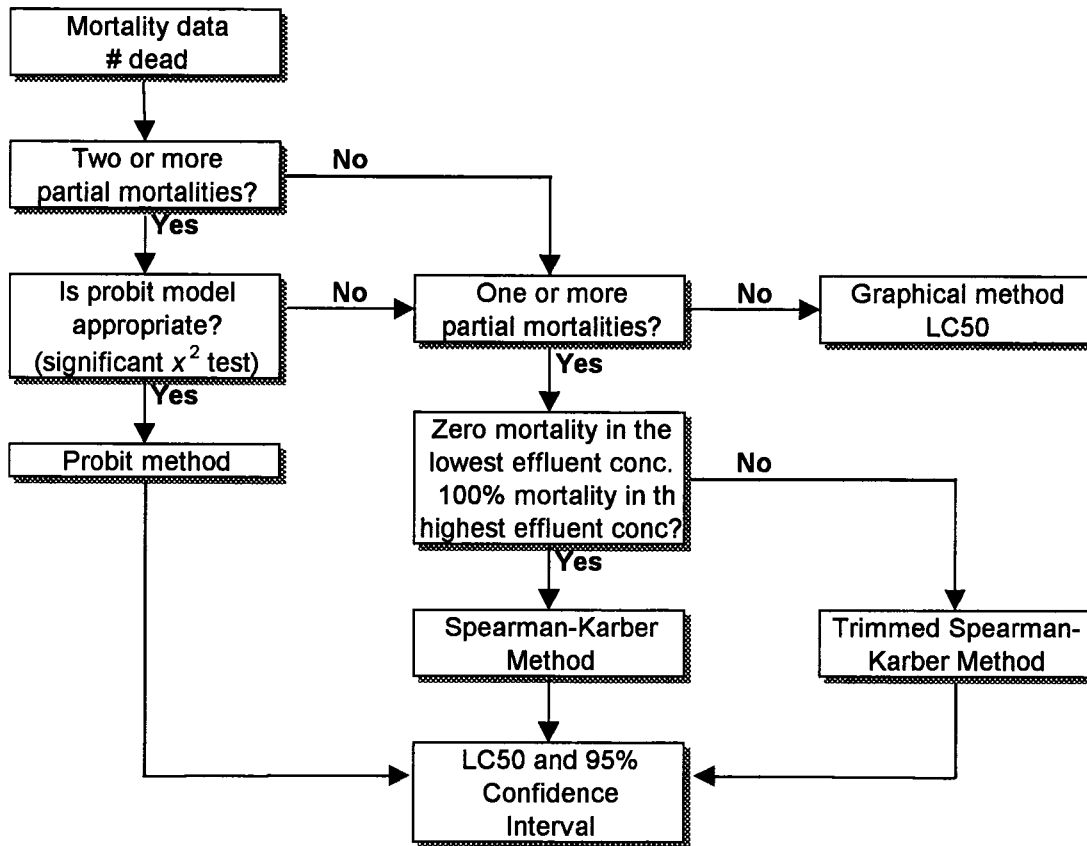 Mortality data
# dead
Two or more
partial mortalities?
No
Yes
Is probit model
appropriate?
(significant x² test)
No
One or more
partial mortalities?
No
Graphical method
LC50
Yes
Yes
Probit method
Zero mortality in the
lowest effluent conc.
100% mortality in th
highest effluent conc?
No
Yes
Spearman-Karber
Method
Trimmed Spearman-
Karber Method
LC50 and 95%
Confidence
Interval